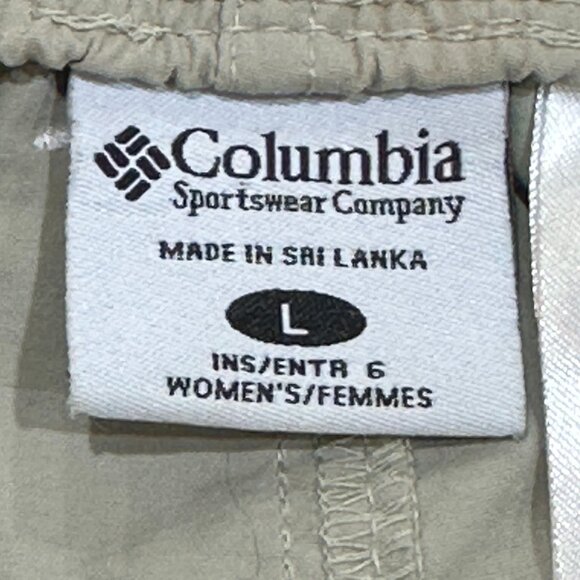 Columbia
Sportswear Company
MADE IN SRI LANKA
L
INS/ENTR 6
WOMEN'S/FEMMES